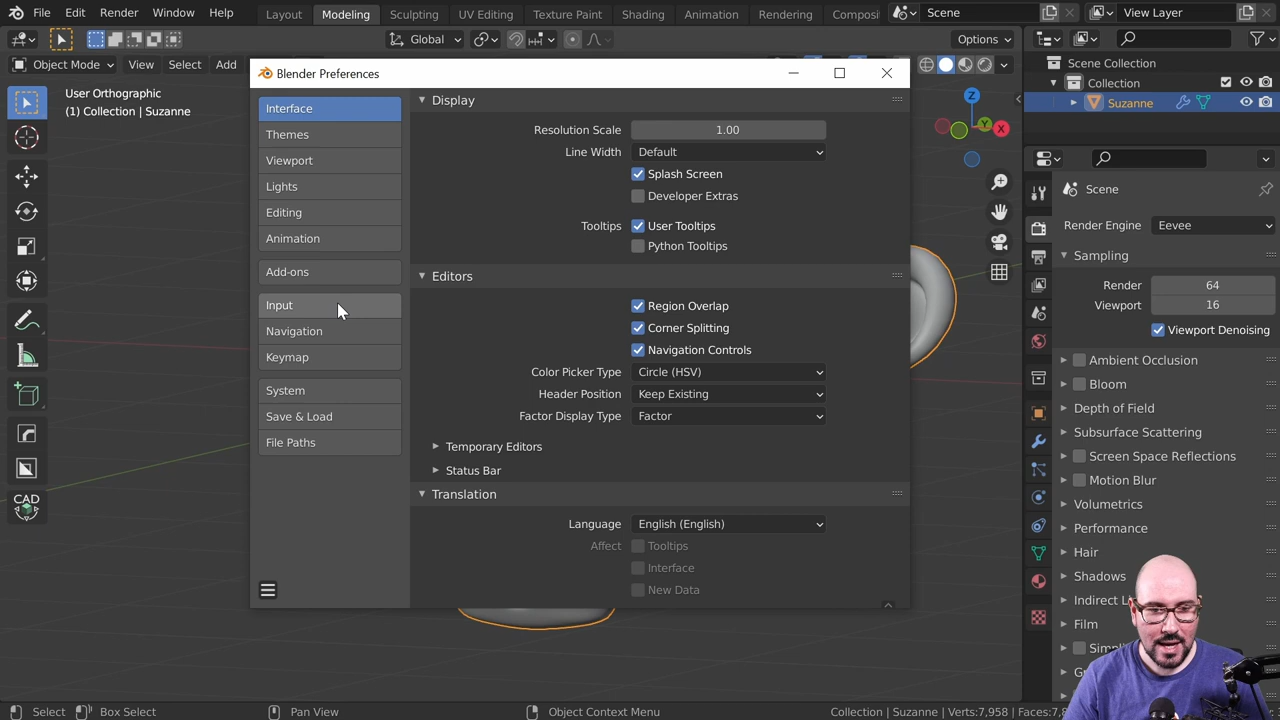 File Edit Render Window Help Layout Modeling Sculpting UV Editing Texture Paint Shading Animation Rendering Composi Scene View Layer
Global Options
Object Mode View Select Add
User Orthographic
(1) Collection | Suzanne
Blender Preferences
Interface
Themes
Viewport
Lights
Editing
Animation
Add-ons
Input
Navigation
Keymap
System
Save & Load
File Paths
Display
Resolution Scale 1.00
Line Width Default
Splash Screen
Developer Extras
Tooltips User Tooltips
Python Tooltips
Editors
Region Overlap
Corner Splitting
Navigation Controls
Color Picker Type Circle (HSV)
Header Position Keep Existing
Factor Display Type Factor
Temporary Editors
Status Bar
Translation
Language English (English)
Affect Tooltips
Interface
New Data
Z
Y X
CAD
Scene Collection
Collection
Suzanne
Scene
Render Engine Eevee
Sampling
Render 64
Viewport 16
Viewport Denoising
Ambient Occlusion
Bloom
Depth of Field
Subsurface Scattering
Screen Space Reflections
Motion Blur
Volumetrics
Performance
Hair
Shadows
Indirect Li
Film
Simpli
Select Box Select Pan View Object Context Menu Collection | Suzanne | Verts:7,958 | Faces:7,8